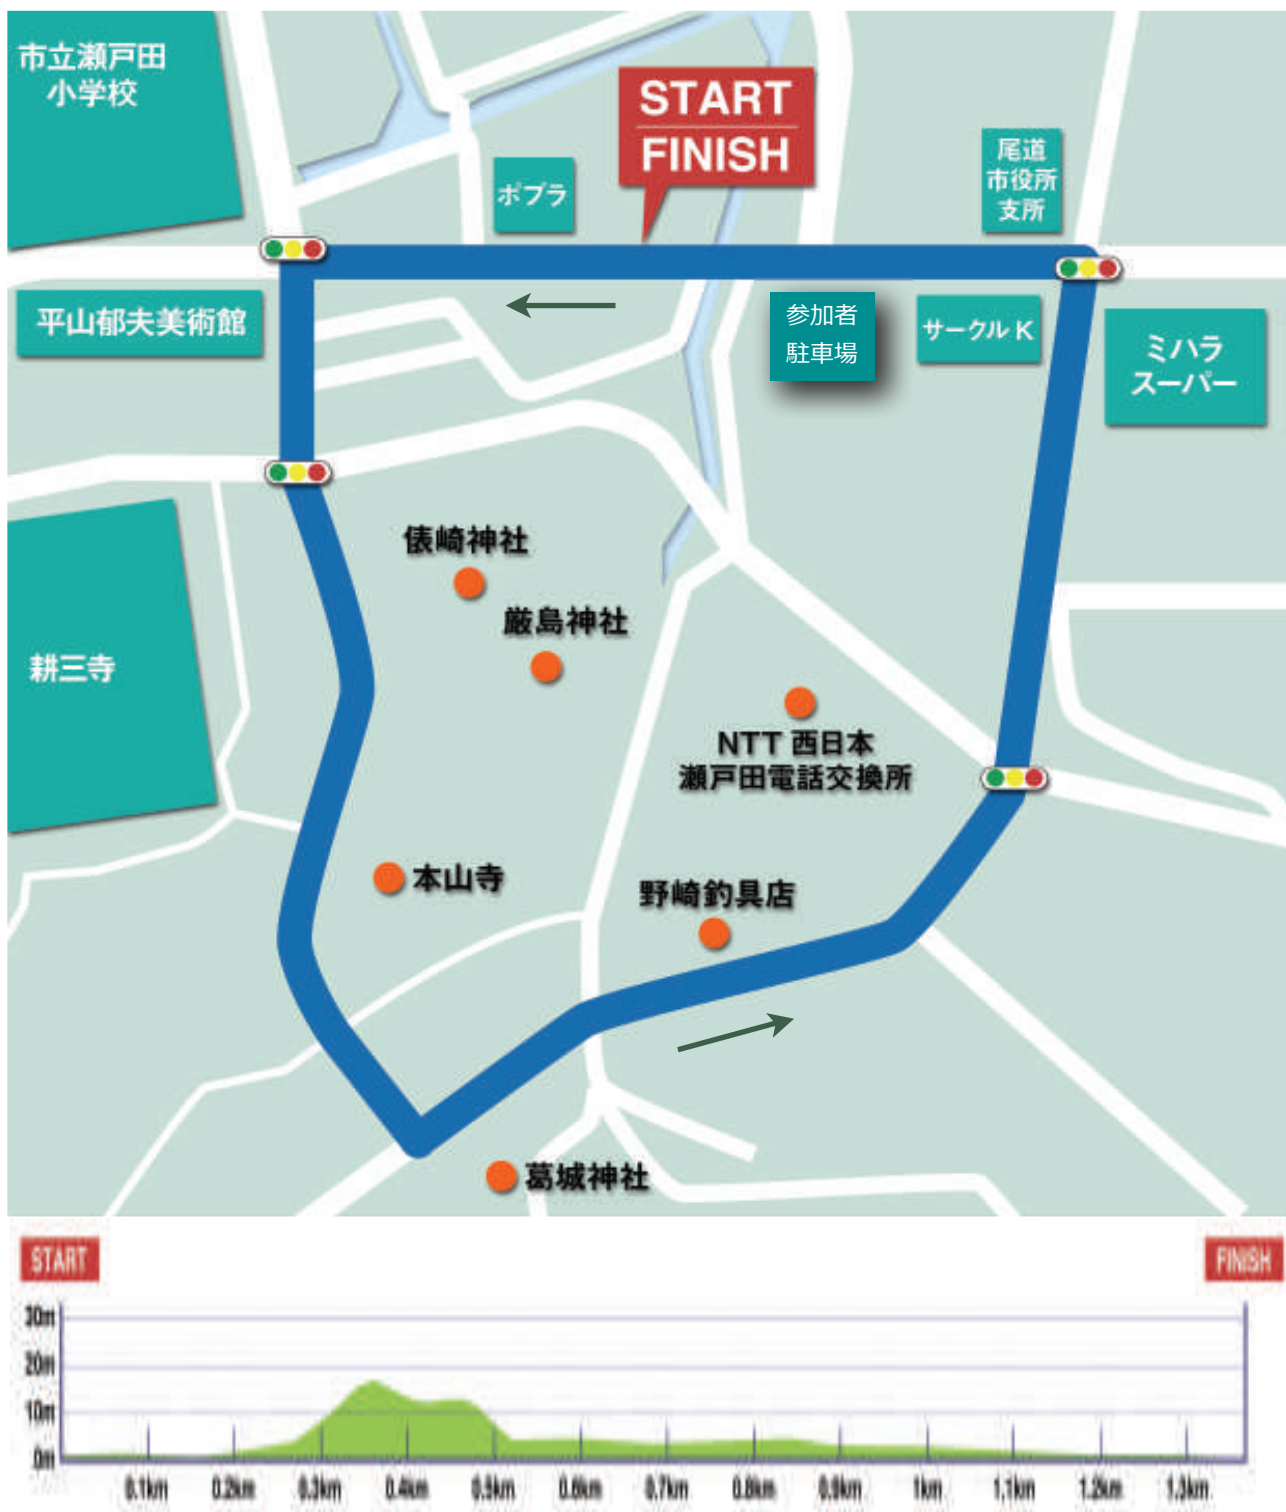 市立瀬戸田
小学校
START
FINISH
ポプラ
尾道
市役所
支所
平山郁夫美術館
参加者
駐車場
サークル K
ミハラ
スーパー
俵崎神社
厳島神社
耕三寺
NTT 西日本
瀬戸田電話交換所
本山寺
野崎釣具店
葛城神社
START
FINISH
30m
20m
10m
0m
0.1km 0.2km 0.3km 0.4km 0.5km 0.6km 0.7km 0.8km 0.9km 1km 1.1km 1.2km 1.3km